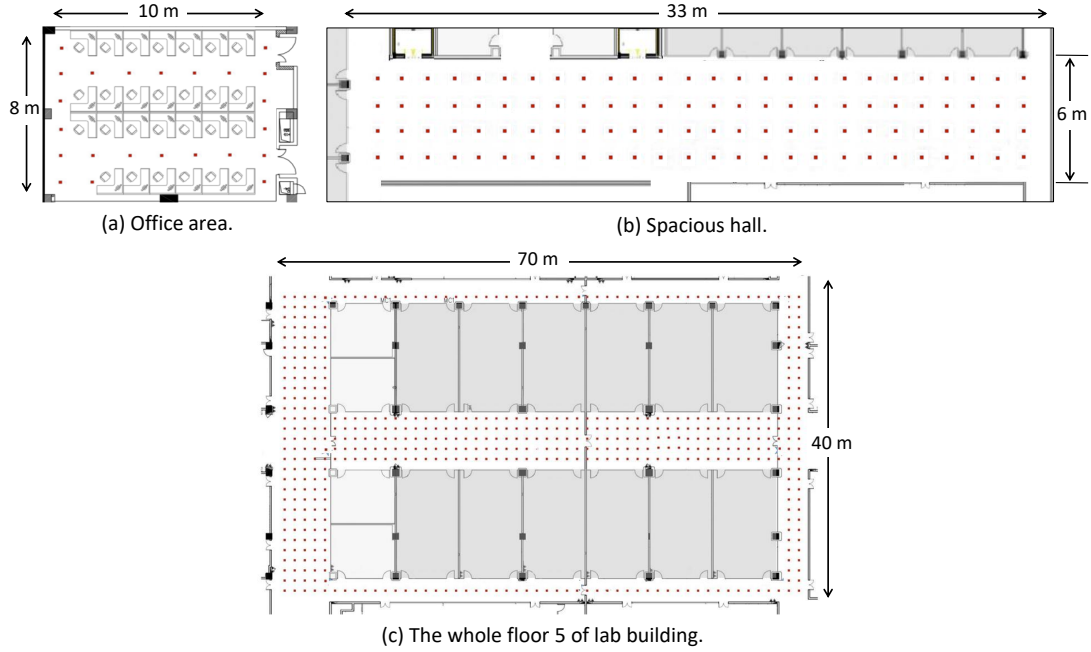 10 m
33 m
8 m
6 m
(a) Office area.
(b) Spacious hall.
70 m
40 m
(c) The whole floor 5 of lab building.